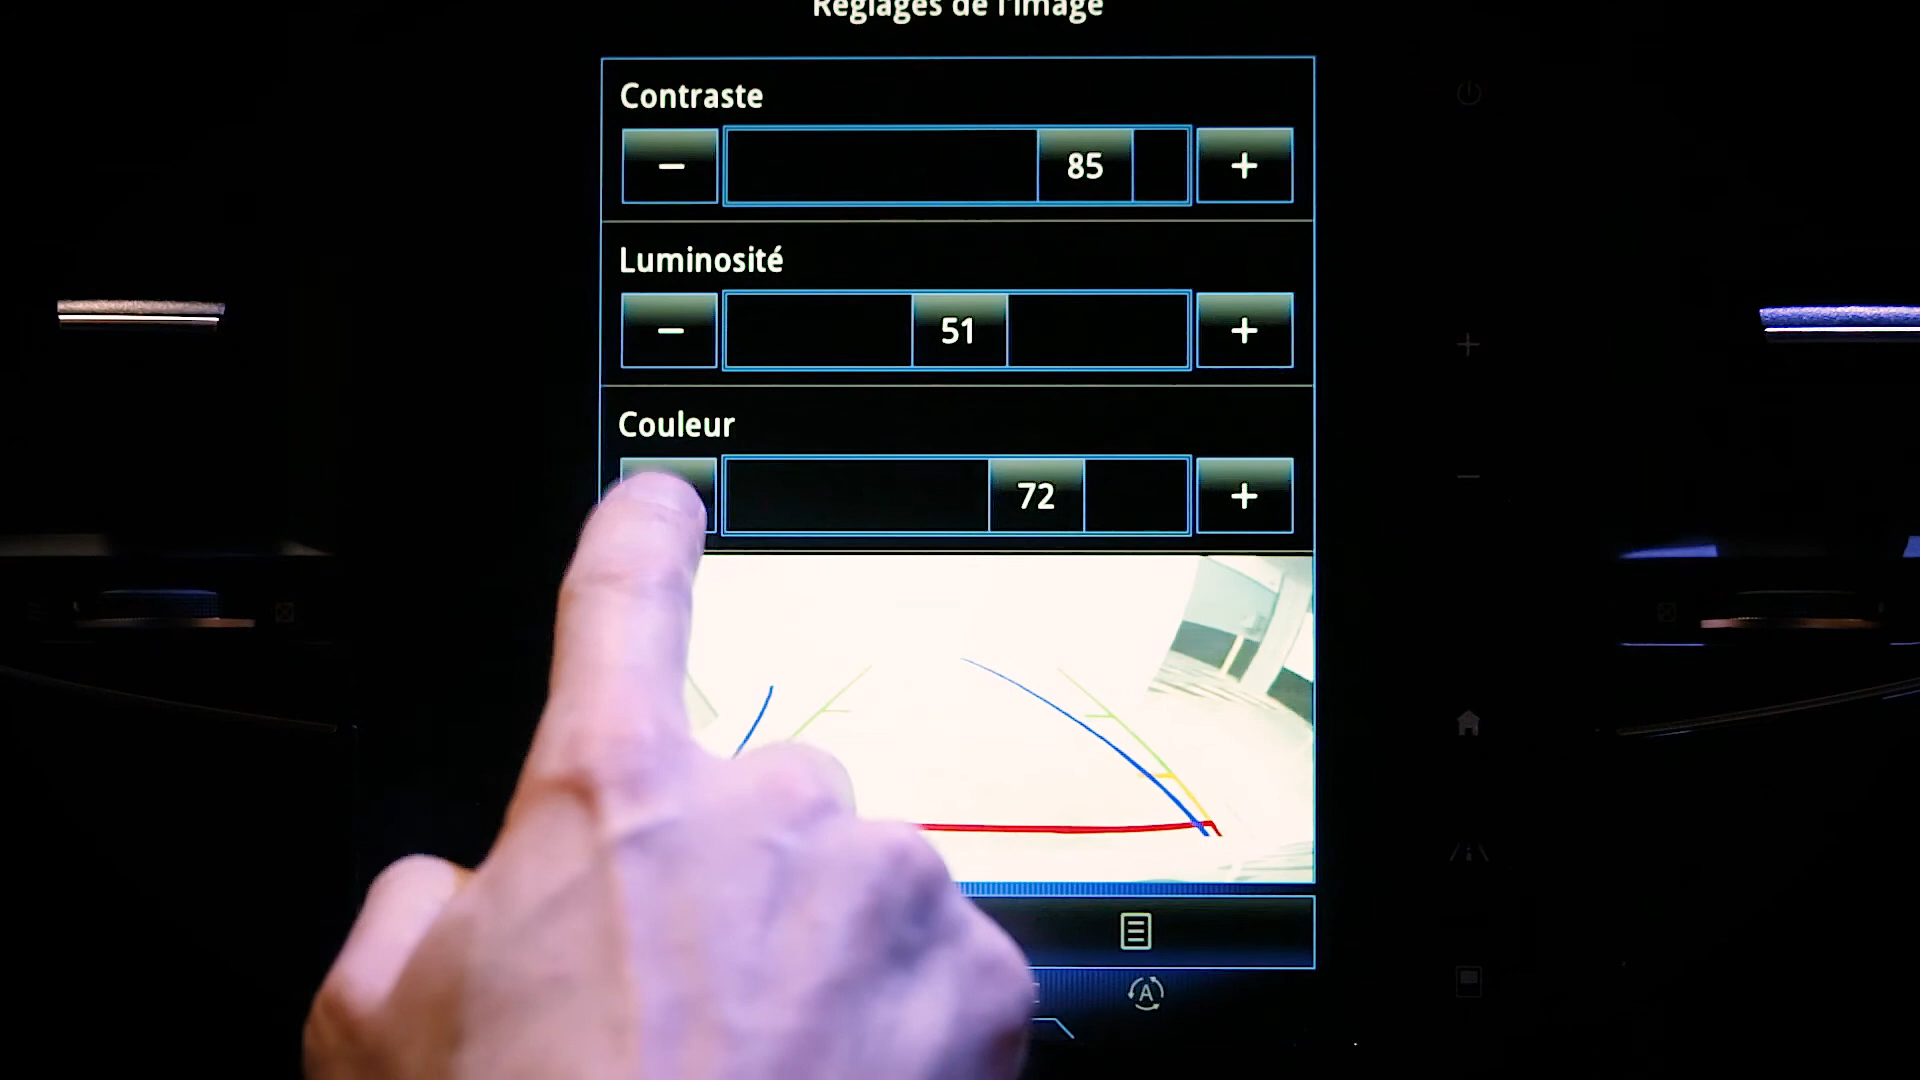 Réglages de l'image
Contraste
− 85 +
Luminosité
− 51 +
Couleur
72 +
A